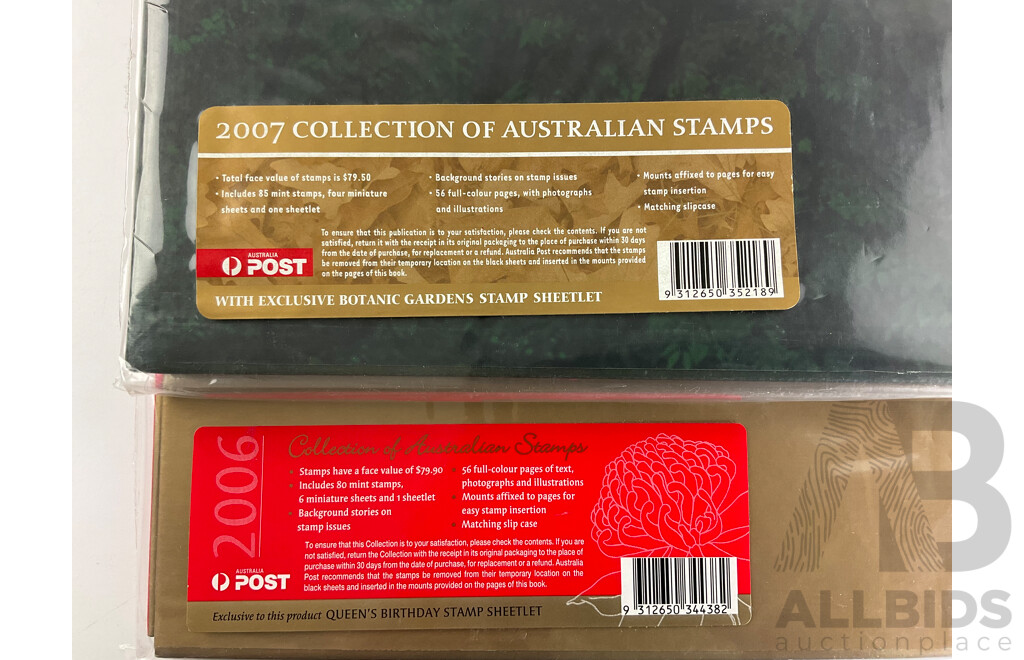 2007 COLLECTION OF AUSTRALIAN STAMPS
• Total face value of stamps is $79.50
• Includes 85 mint stamps, four miniature
sheets and one sheetlet
• Background stories on stamp issues
• 56 full-colour pages, with photographs
and illustrations
• Mounts affixed to pages for easy
stamp insertion
• Matching slipcase
To ensure that this publication is to your satisfaction, please check the contents. If you are not
satisfied, return it with the receipt in its original packaging to the place of purchase within 30 days
from the date of purchase, for replacement or a refund. Australia Post recommends that the stamps
be removed from their temporary location on the black sheets and inserted in the mounts provided
on the pages of this book.
AUSTRALIA
POST
WITH EXCLUSIVE BOTANIC GARDENS STAMP SHEETLET
9 312650 352189
2006
Collection of Australian Stamps
• Stamps have a face value of $79.90
• Includes 80 mint stamps,
6 miniature sheets and 1 sheetlet
• Background stories on
stamp issues
• 56 full-colour pages of text,
photographs and illustrations
• Mounts affixed to pages for
easy stamp insertion
• Matching slip case
To ensure that this Collection is to your satisfaction, please check the contents. If you are
not satisfied, return the Collection with the receipt in its original packaging to the place of
purchase within 30 days from the date of purchase, for replacement or a refund. Australia
Post recommends that the stamps be removed from their temporary location on the
black sheets and inserted in the mounts provided on the pages of this book.
AUSTRALIA
POST
Exclusive to this product QUEEN'S BIRTHDAY STAMP SHEETLET
9 312650 344382
AB
ALLBIDS
auctionplace